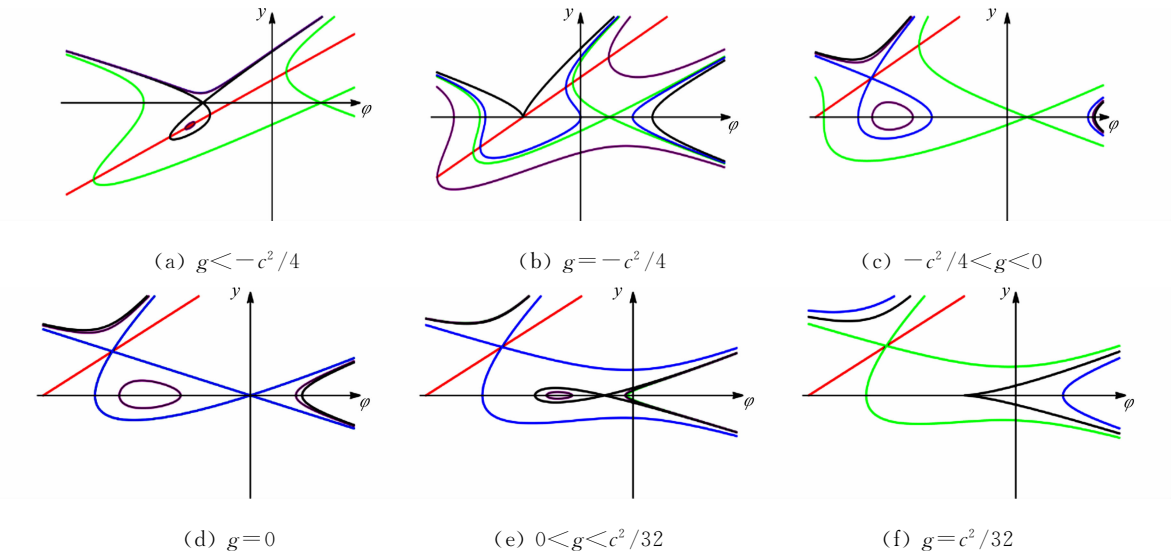 y y y
φ φ φ
(a) g<−c²/4 (b) g=−c²/4 (c) −c²/4<g<0
y y y
φ φ φ
(d) g=0 (e) 0<g<c²/32 (f) g=c²/32